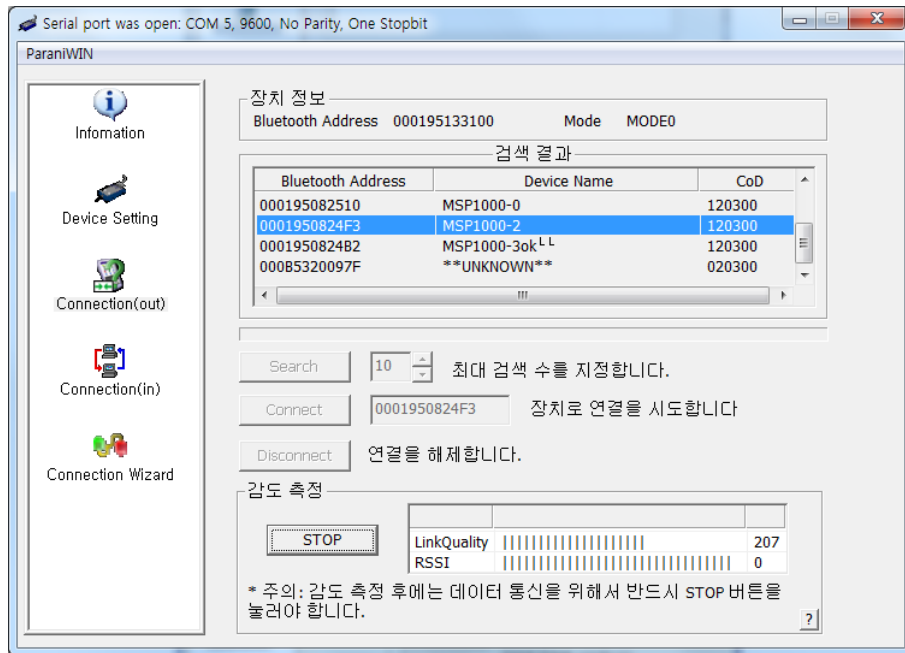 Serial port was open: COM 5, 9600, No Parity, One Stopbit
ParaniWIN
Infomation
Device Setting
Connection(out)
Connection(in)
Connection Wizard
장치 정보
Bluetooth Address 000195133100 Mode MODE0
검색 결과
Bluetooth Address Device Name CoD
000195082510 MSP1000-0 120300
0001950824F3 MSP1000-2 120300
0001950824B2 MSP1000-3ok└└ 120300
000B5320097F **UNKNOWN** 020300
Search 10 최대 검색 수를 지정합니다.
Connect 0001950824F3 장치로 연결을 시도합니다
Disconnect 연결을 해제합니다.
감도 측정
STOP
LinkQuality 207
RSSI 0
* 주의: 감도 측정 후에는 데이터 통신을 위해서 반드시 STOP 버튼을
눌러야 합니다.
?